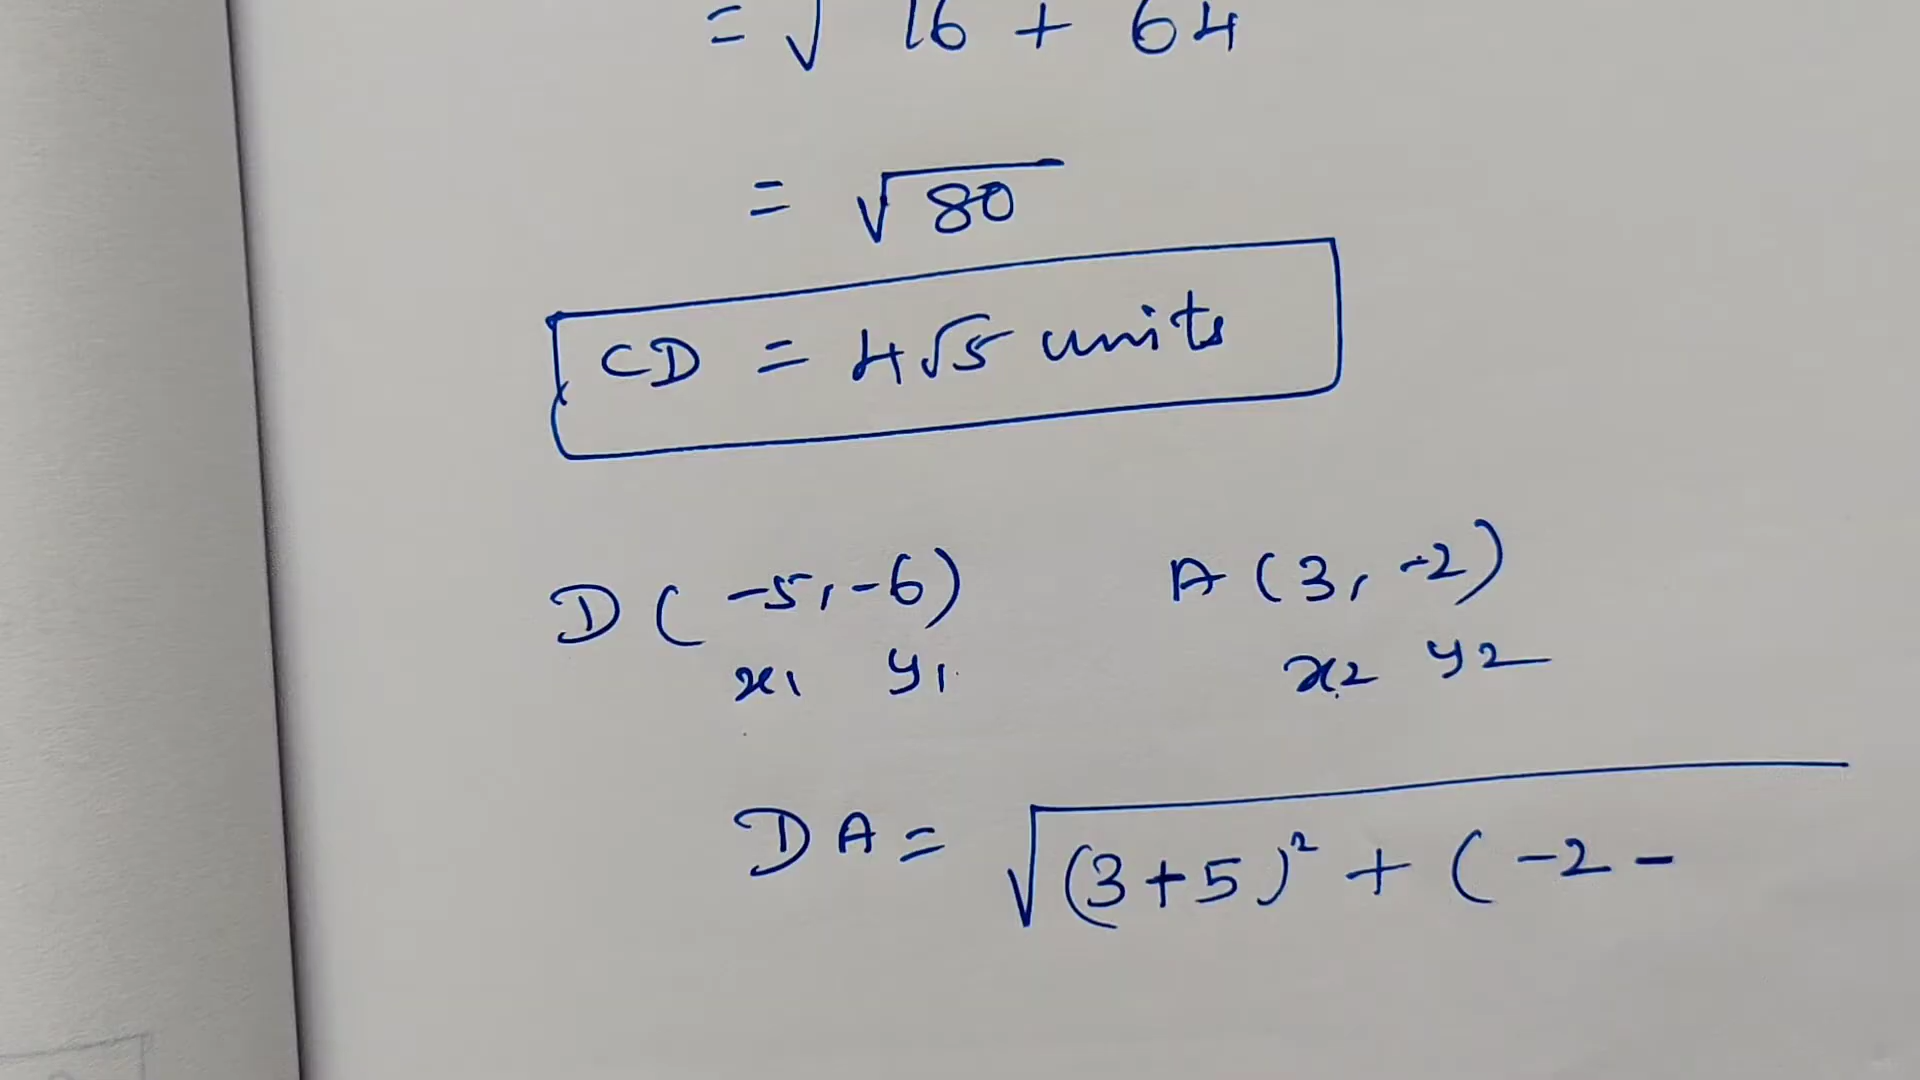 = √ 16 + 64
= √80
CD = 4√5 units
D ( -5, -6) A (3, -2)
x1 y1 x2 y2
DA = √(3+5)² + ( -2 -